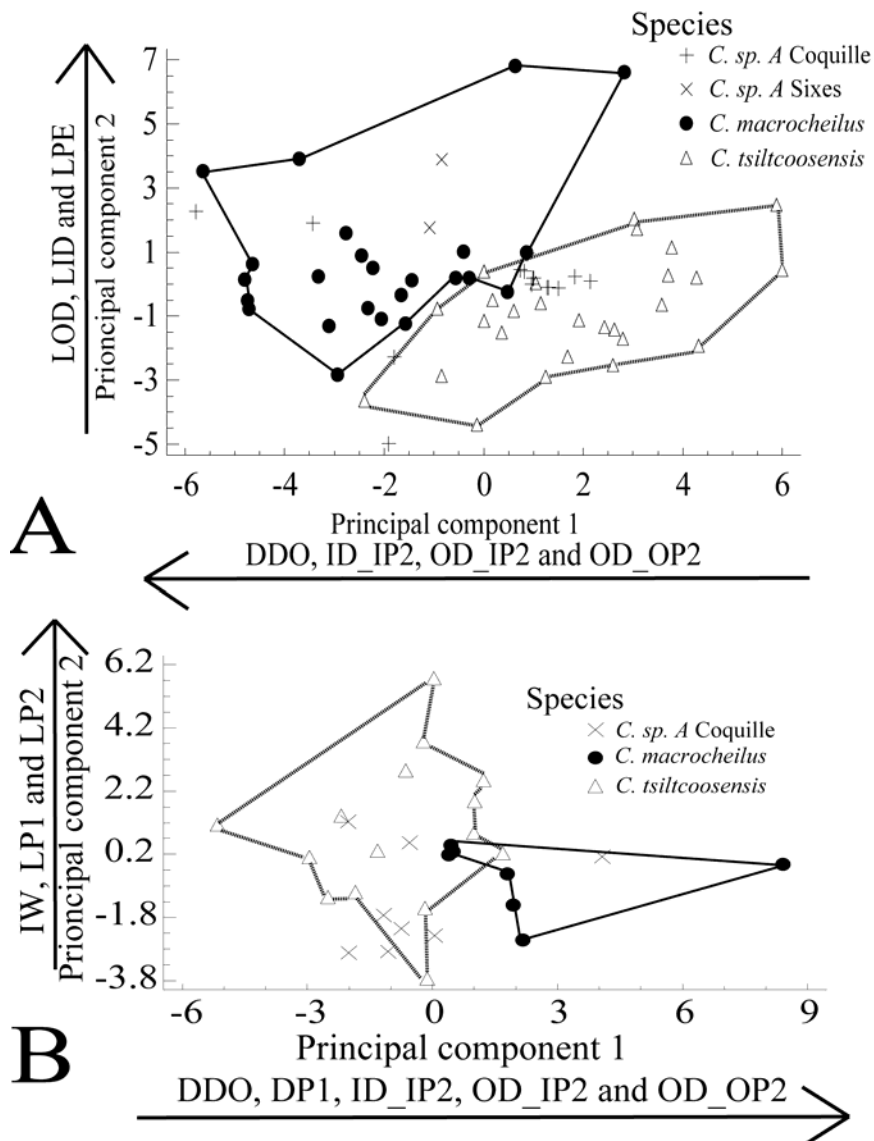 Species
C. sp. A Coquille
C. sp. A Sixes
C. macrocheilus
C. tsiltcoosensis
LOD, LID and LPE
Prioncipal component 2
7
5
3
1
-1
-3
-5
-6
-4
-2
0
2
4
6
Principal component 1
DDO, ID_IP2, OD_IP2 and OD_OP2
A
Species
C. sp. A Coquille
C. macrocheilus
C. tsiltcoosensis
IW, LP1 and LP2
Prioncipal component 2
6.2
4.2
2.2
0.2
-1.8
-3.8
-6
-3
0
3
6
9
Principal component 1
DDO, DP1, ID_IP2, OD_IP2 and OD_OP2
B